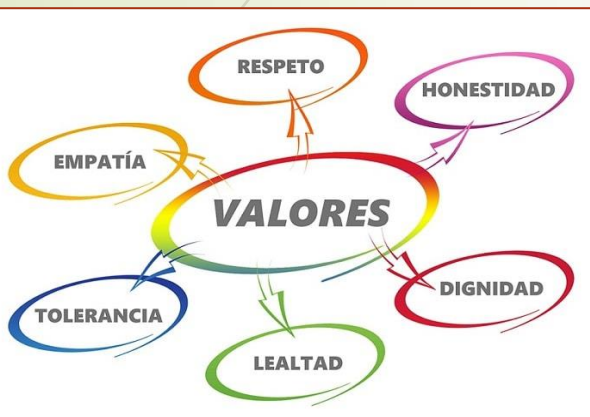 RESPETO
HONESTIDAD
EMPATÍA
VALORES
DIGNIDAD
TOLERANCIA
LEALTAD